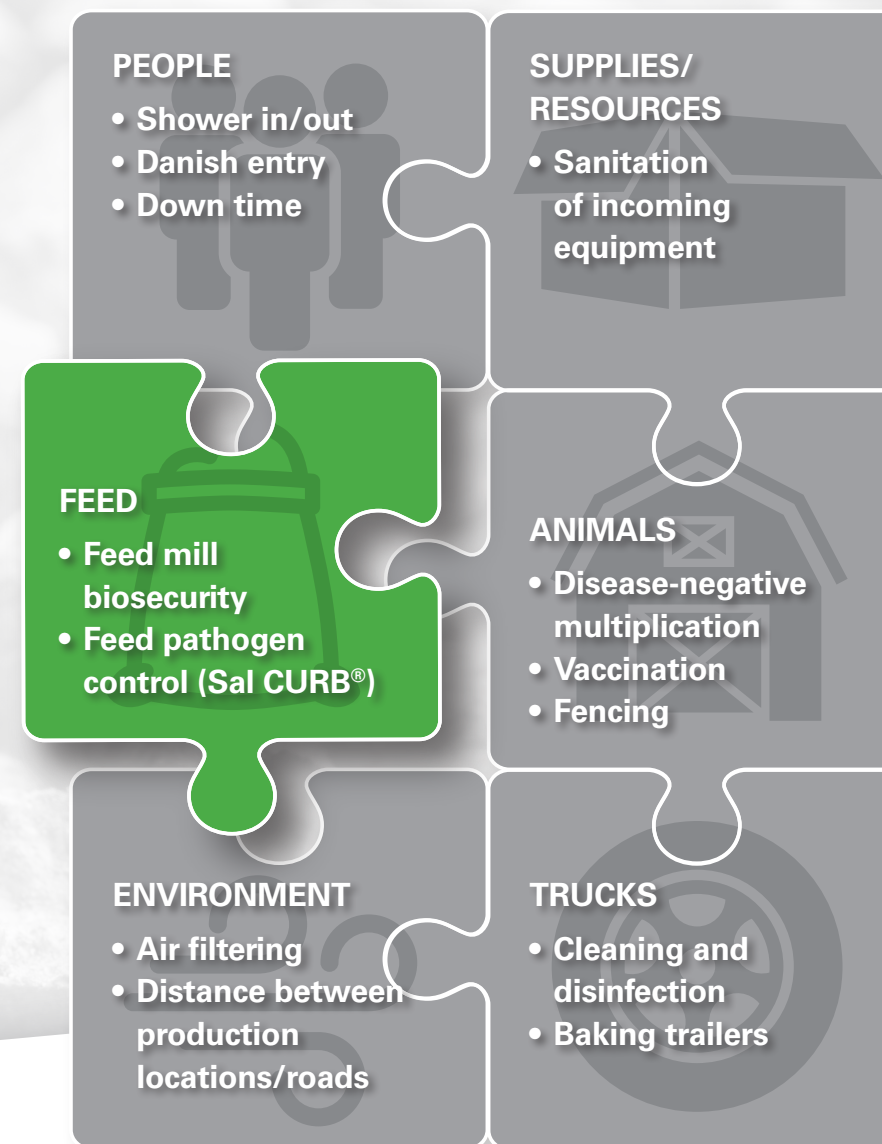 PEOPLE
• Shower in/out
• Danish entry
• Down time
SUPPLIES/
RESOURCES
• Sanitation
of incoming
equipment
FEED
• Feed mill
biosecurity
• Feed pathogen
control (Sal CURB®)
ANIMALS
• Disease-negative
multiplication
• Vaccination
• Fencing
ENVIRONMENT
• Air filtering
• Distance between
production
locations/roads
TRUCKS
• Cleaning and
disinfection
• Baking trailers